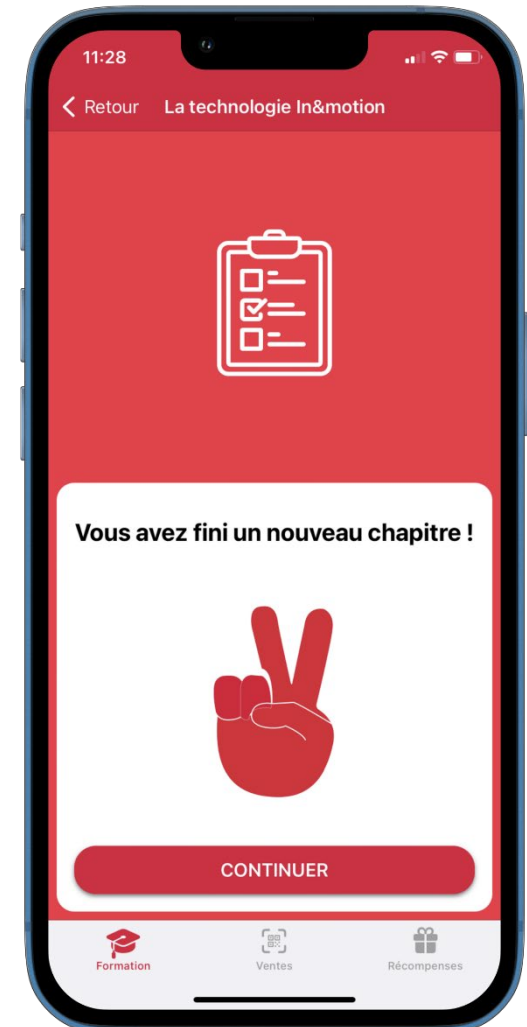 11:28
Retour La technologie In&motion
Vous avez fini un nouveau chapitre !
CONTINUER
Formation Ventes Récompenses